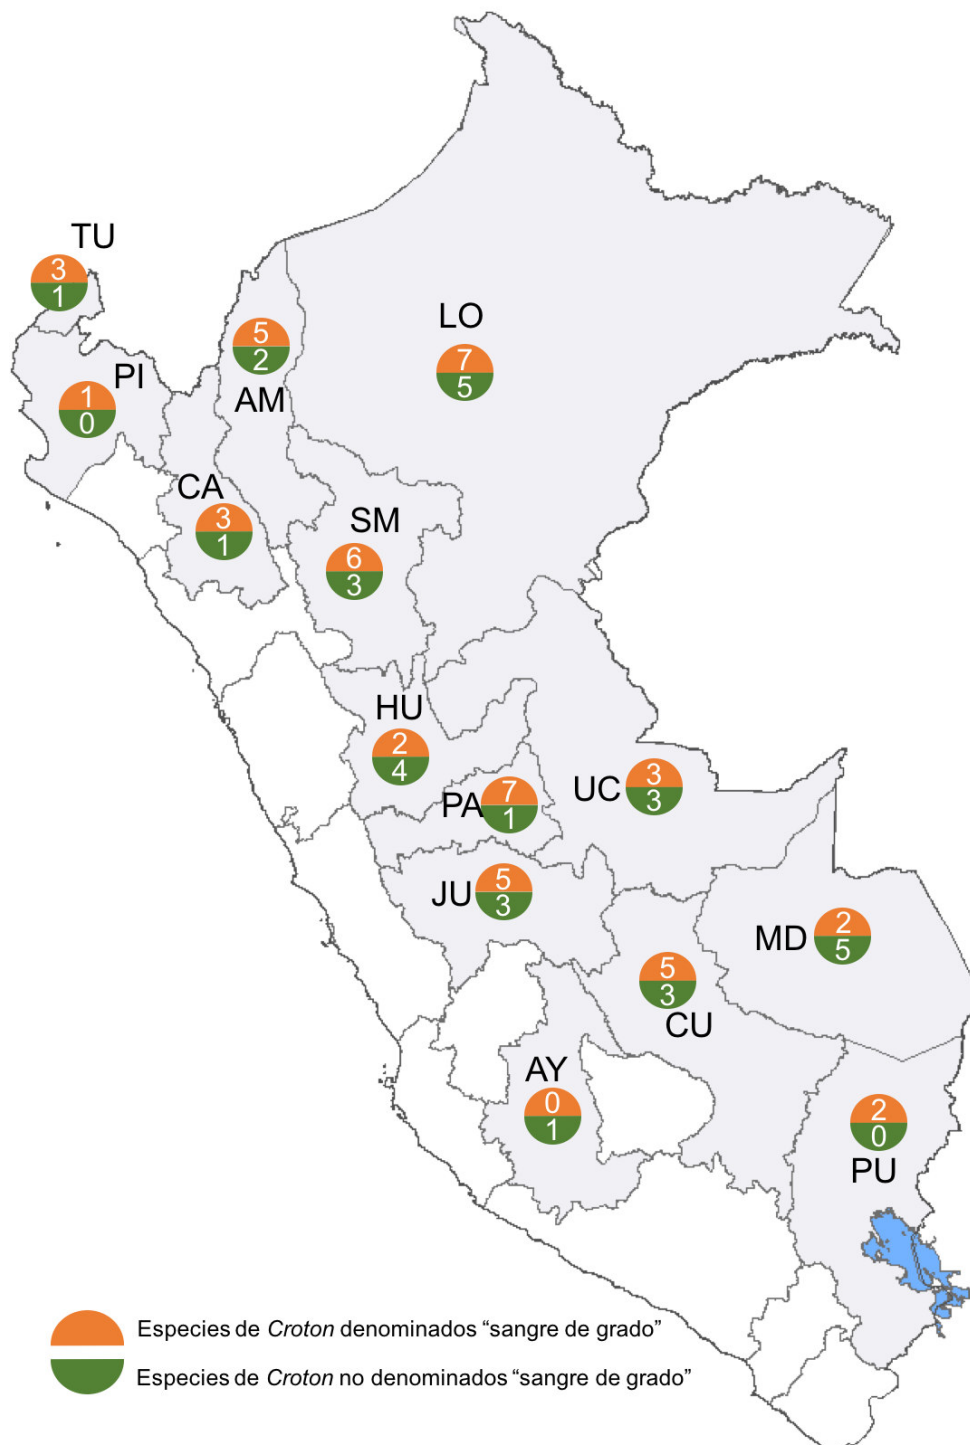 TU
3
1
5
2
AM
LO
7
5
PI
1
0
CA
3
1
SM
6
3
HU
2
4
PA
7
1
UC
3
3
JU
5
3
MD
2
5
5
3
CU
AY
0
1
2
0
PU
Especies de Croton denominados “sangre de grado”
Especies de Croton no denominados “sangre de grado”